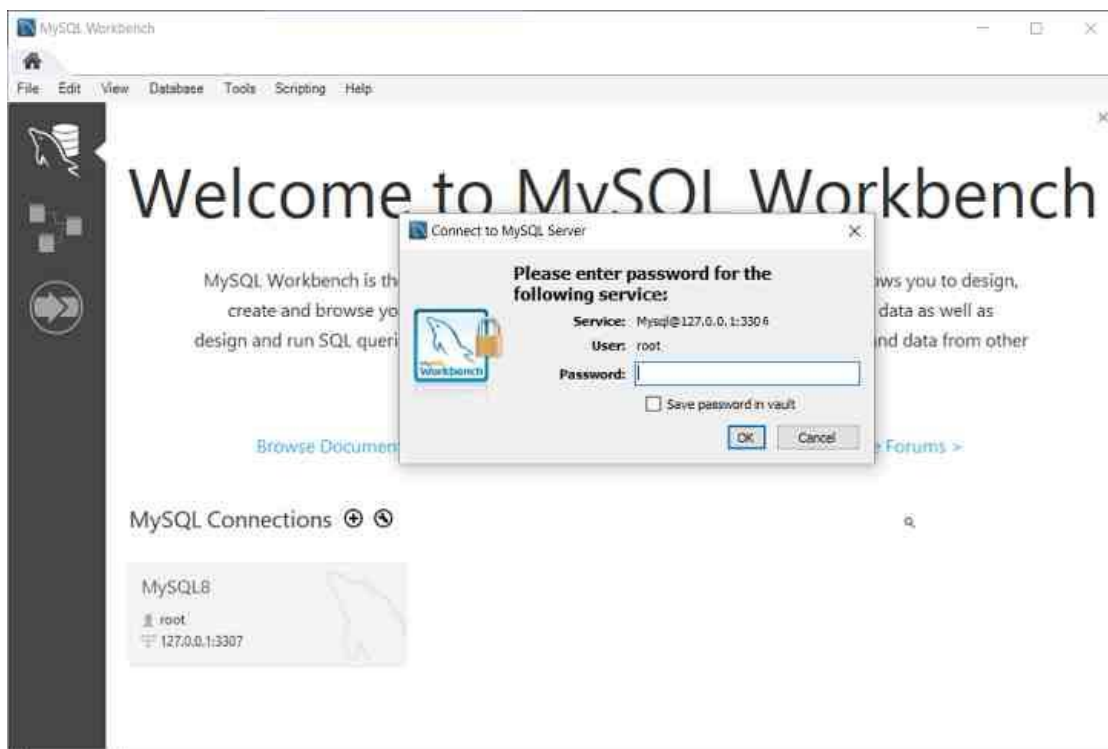 MySQL Workbench
File Edit View Database Tools Scripting Help
Welcome to MySQL Workbench
Connect to MySQL Server
Please enter password for the
following service:
Service: Mysql@127.0.0.1:3306
User: root
Password:
Save password in vault
OK Cancel
Workbench
MySQL Workbench is th
ws you to design,
create and browse yo
data as well as
design and run SQL queri
nd data from other
Browse Documen
Forums >
MySQL Connections
MySQL8
root
127.0.0.1:3307